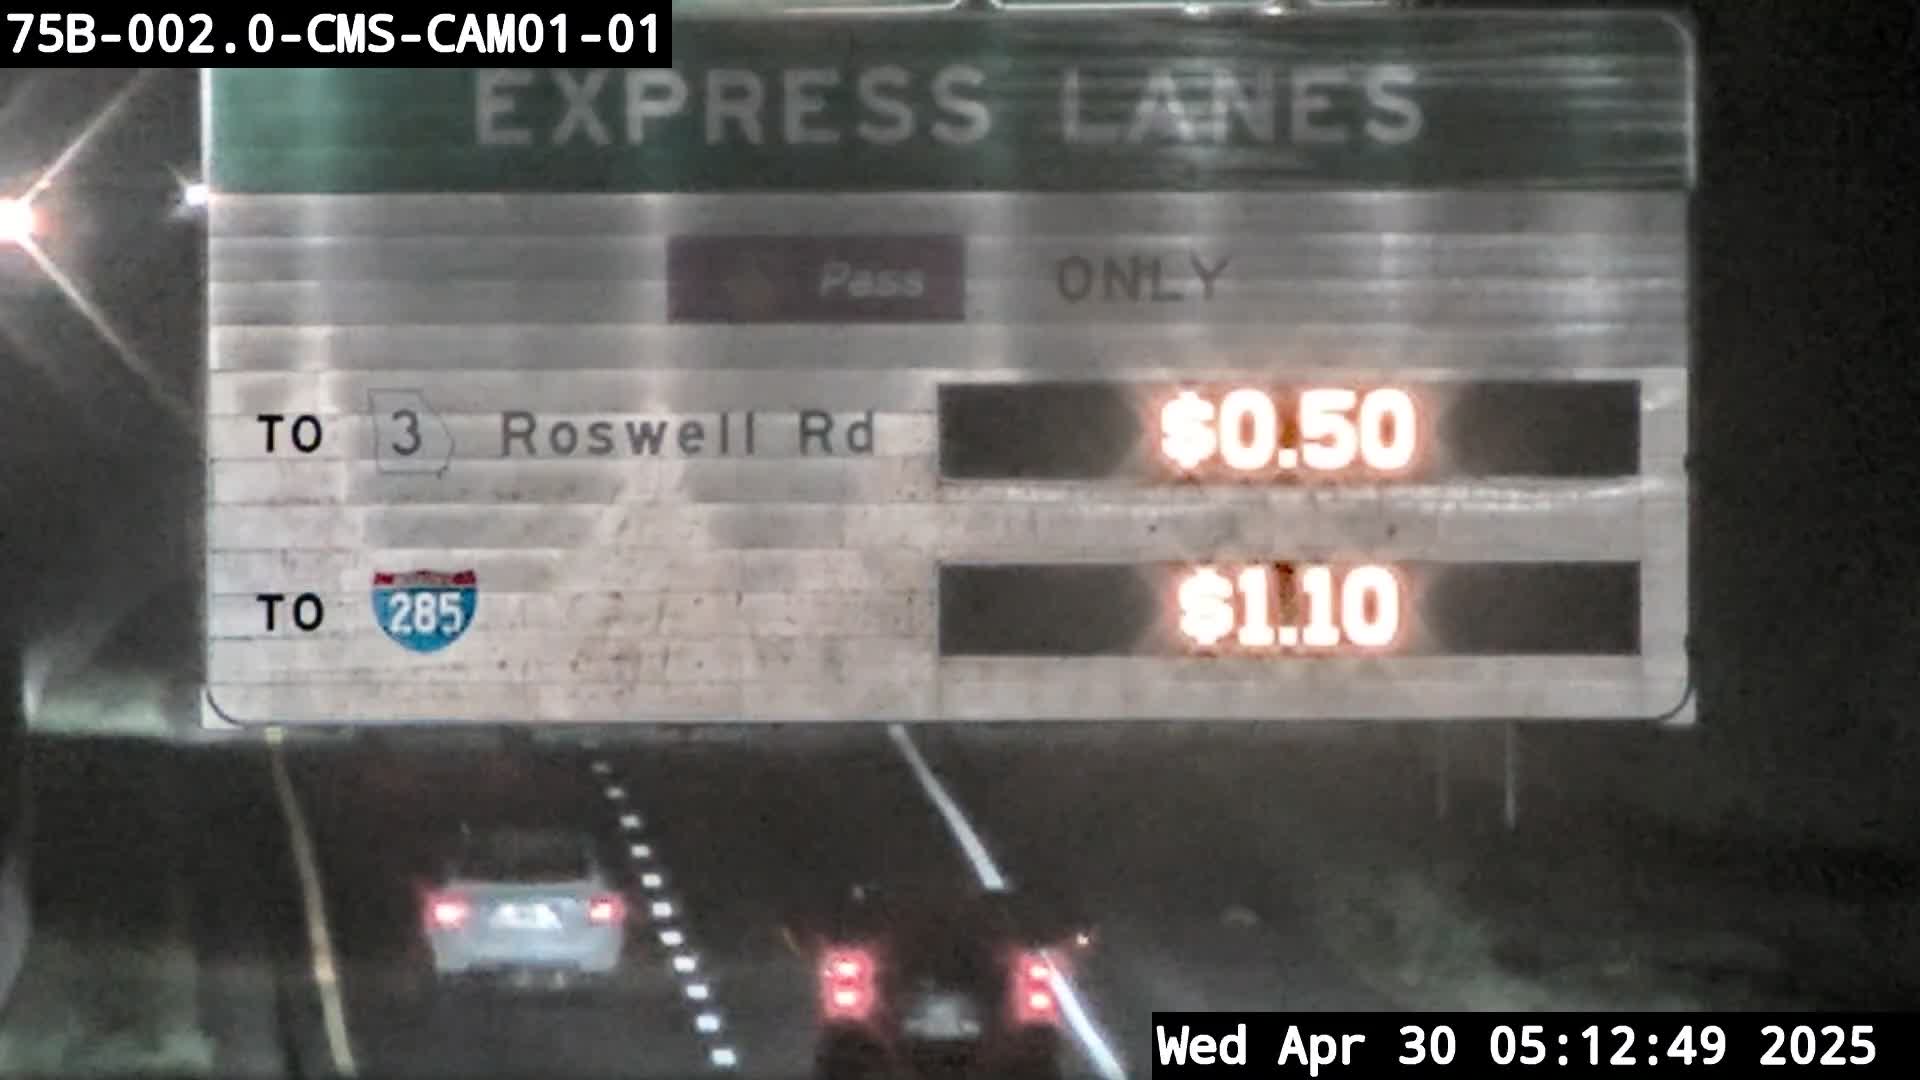 75B-002.0-CMS-CAM01-01
EXPRESS LANES
Pass ONLY
TO 3 Roswell Rd $0.50
TO 285 $1.10
Wed Apr 30 05:12:49 2025